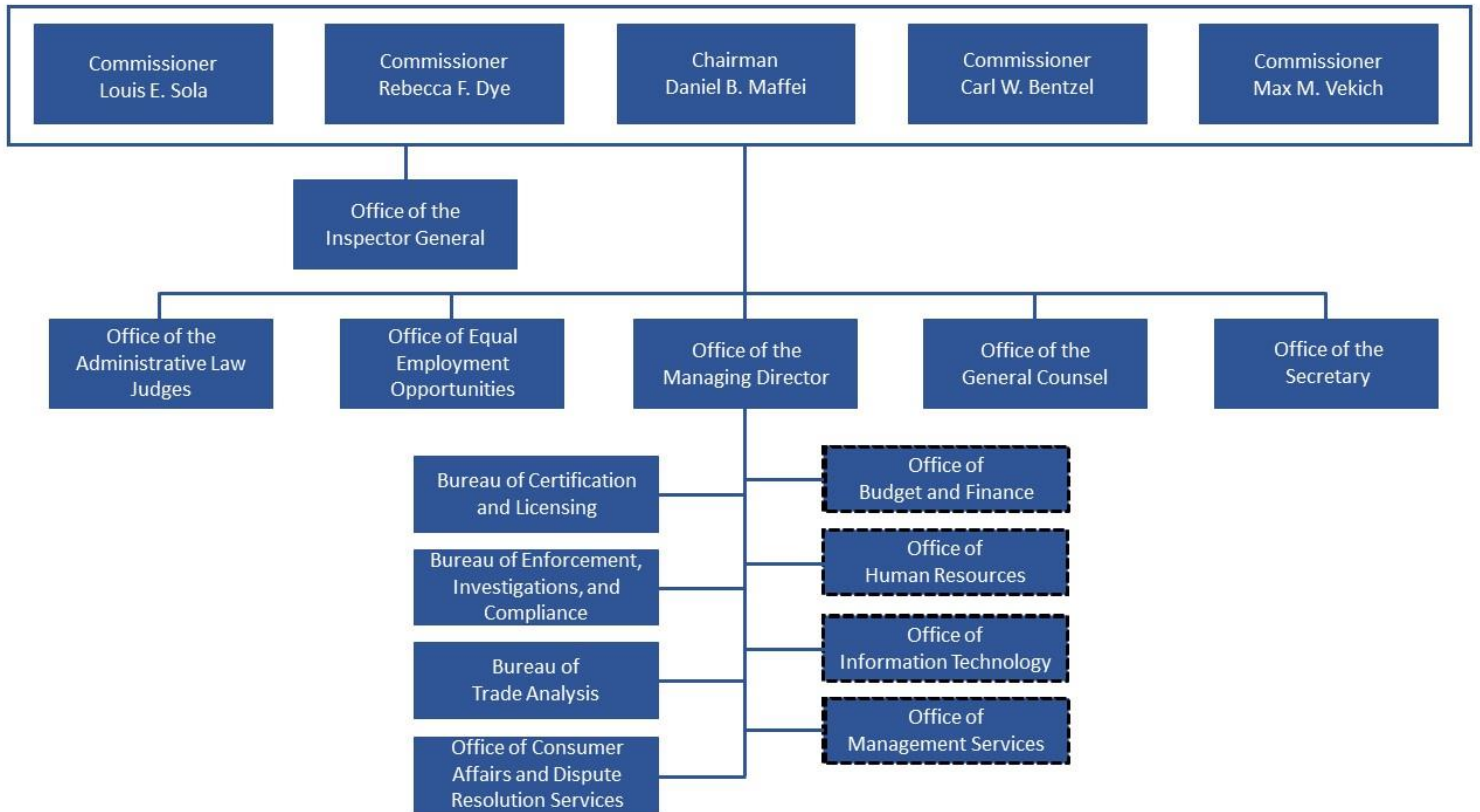 Commissioner
Louis E. Sola
Commissioner
Rebecca F. Dye
Chairman
Daniel B. Maffei
Commissioner
Carl W. Bentzel
Commissioner
Max M. Vekich
Office of the
Inspector General
Office of the
Administrative Law
Judges
Office of Equal
Employment
Opportunities
Office of the
Managing Director
Office of the
General Counsel
Office of the
Secretary
Bureau of Certification
and Licensing
Bureau of Enforcement,
Investigations, and
Compliance
Bureau of
Trade Analysis
Office of Consumer
Affairs and Dispute
Resolution Services
Office of
Budget and Finance
Office of
Human Resources
Office of
Information Technology
Office of
Management Services